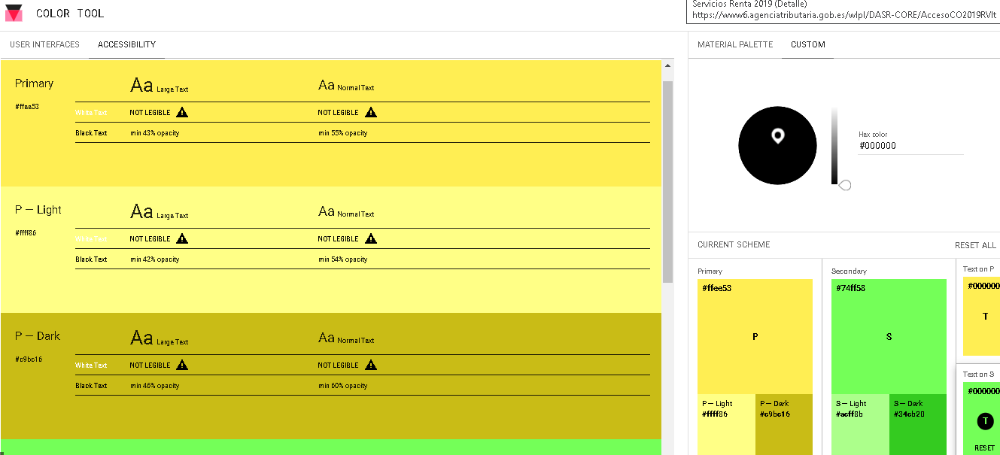 COLOR TOOL
Servicios Renta 2019 (Detalle)
https://www6.agenciatributaria.gob.es/wlpl/DASR-CORE/AccesoCO2019RVlt
USER INTERFACES
ACCESSIBILITY
MATERIAL PALETTE
CUSTOM
Primary
#ffee53
Aa Large Text
Aa Normal Text
White Text
NOT LEGIBLE
NOT LEGIBLE
Black Text
min 43% opacity
min 55% opacity
P — Light
#ffff86
Aa Large Text
Aa Normal Text
White Text
NOT LEGIBLE
NOT LEGIBLE
Black Text
min 42% opacity
min 54% opacity
P — Dark
#c9bc16
Aa Large Text
Aa Normal Text
White Text
NOT LEGIBLE
NOT LEGIBLE
Black Text
min 46% opacity
min 60% opacity
Hex color
#000000
CURRENT SCHEME
RESET ALL
Primary
#ffee53
P
P — Light
#ffff86
P — Dark
#c9bc16
Secondary
#74ff58
S
S — Light
#acff8b
S — Dark
#34cb20
Text on P
#000000
T
Text on S
#000000
T
RESET